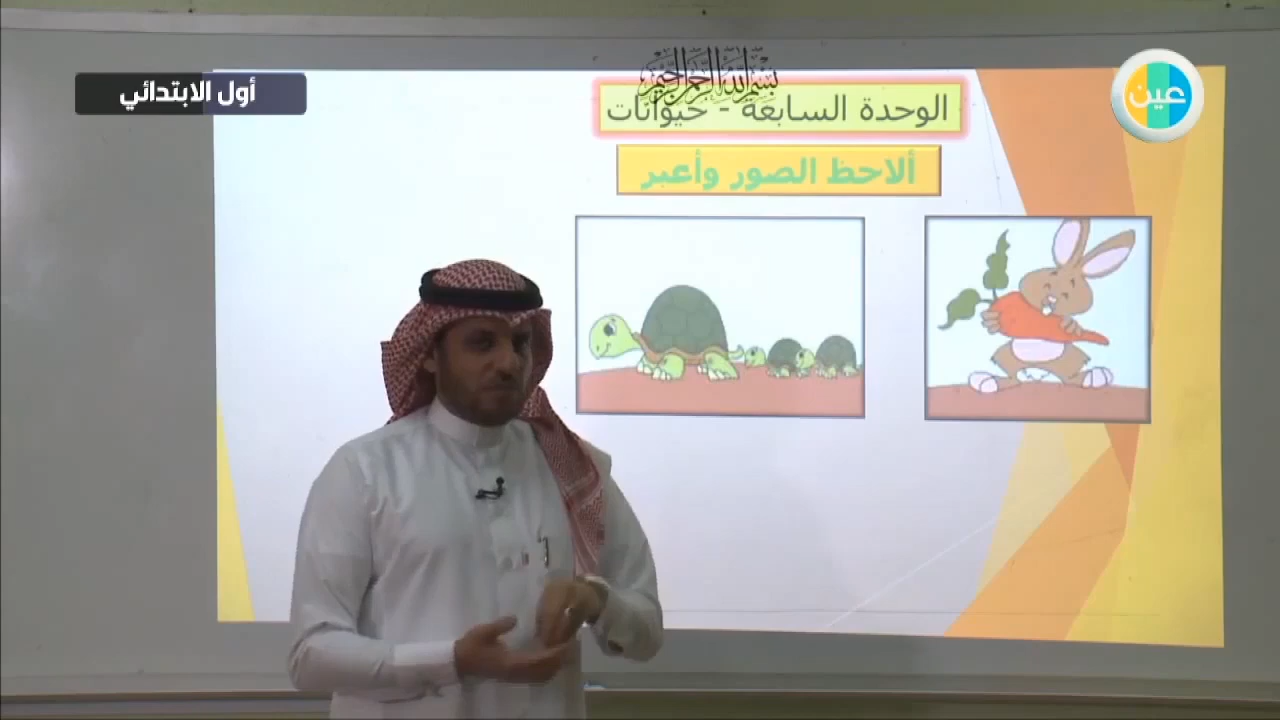 بسم الله الرحمن الرحيم
أول الابتدائي
عين
الوحدة السابعة - حيوانات
ألاحظ الصور وأعبر